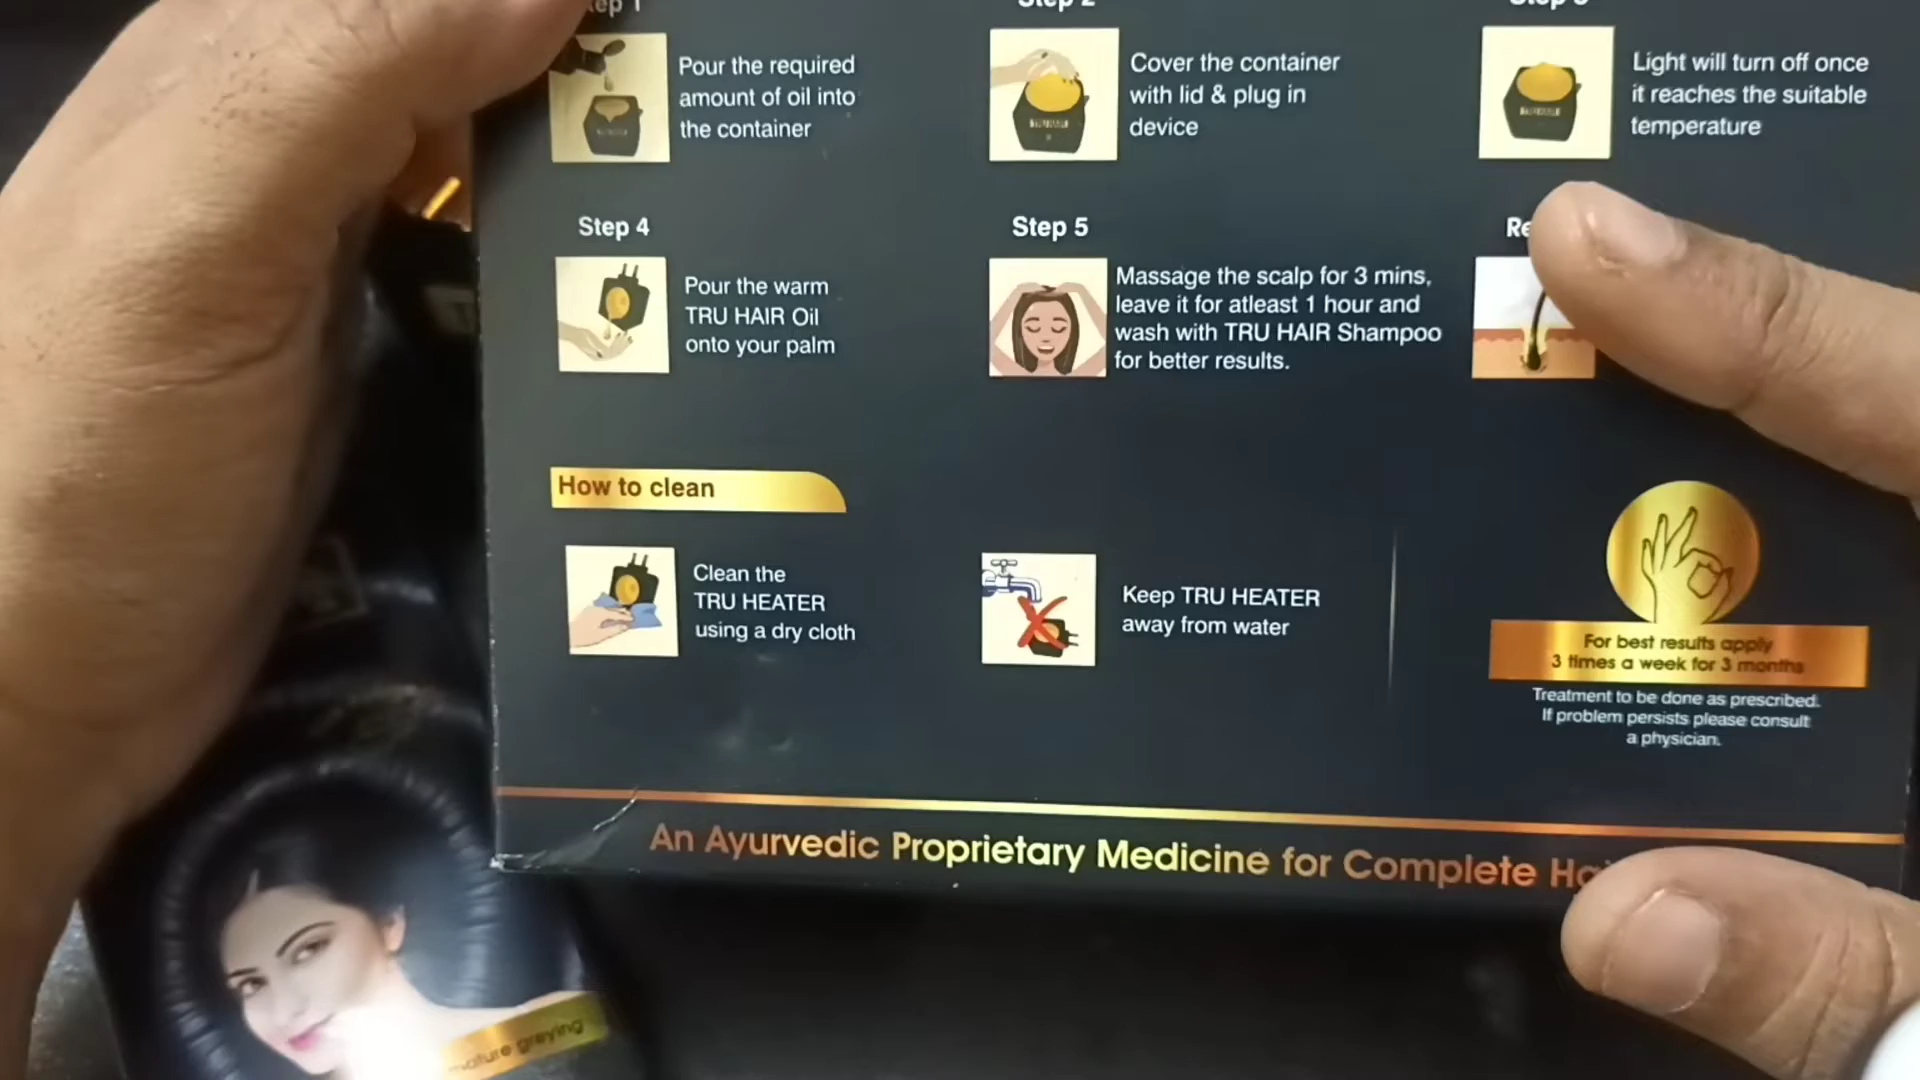 Step 1
Pour the required
amount of oil into
the container
Step 2
Cover the container
with lid & plug in
device
Light will turn off once
it reaches the suitable
temperature
Step 4
Pour the warm
TRU HAIR Oil
onto your palm
Step 5
Massage the scalp for 3 mins,
leave it for atleast 1 hour and
wash with TRU HAIR Shampoo
for better results.
How to clean
Clean the
TRU HEATER
using a dry cloth
Keep TRU HEATER
away from water
For best results apply
3 times a week for 3 months
Treatment to be done as prescribed.
If problem persists please consult
a physician.
An Ayurvedic Proprietary Medicine for Complete
greying